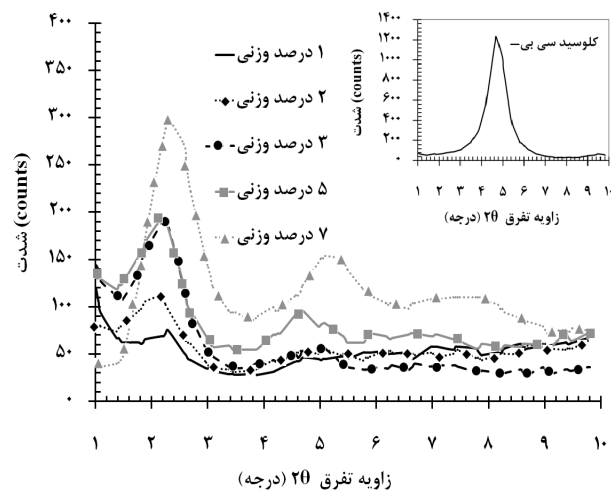 ۴۰۰
۳۵۰
۳۰۰
۲۵۰
۲۰۰
۱۵۰
۱۰۰
۵۰
۰
شدت (counts)
۱ ۲ ۳ ۴ ۵ ۶ ۷ ۸ ۹ ۱۰
زاویه تفرق ۲θ (درجه)
۱ درصد وزنی
۲ درصد وزنی
۳ درصد وزنی
۵ درصد وزنی
۷ درصد وزنی
۱۴۰۰
۱۲۰۰
۱۰۰۰
۸۰۰
۶۰۰
۴۰۰
۲۰۰
۰
شدت (counts)
کلوسید سی بی
۱ ۲ ۳ ۴ ۵ ۶ ۷ ۸ ۹ ۱۰
زاویه تفرق ۲θ (درجه)